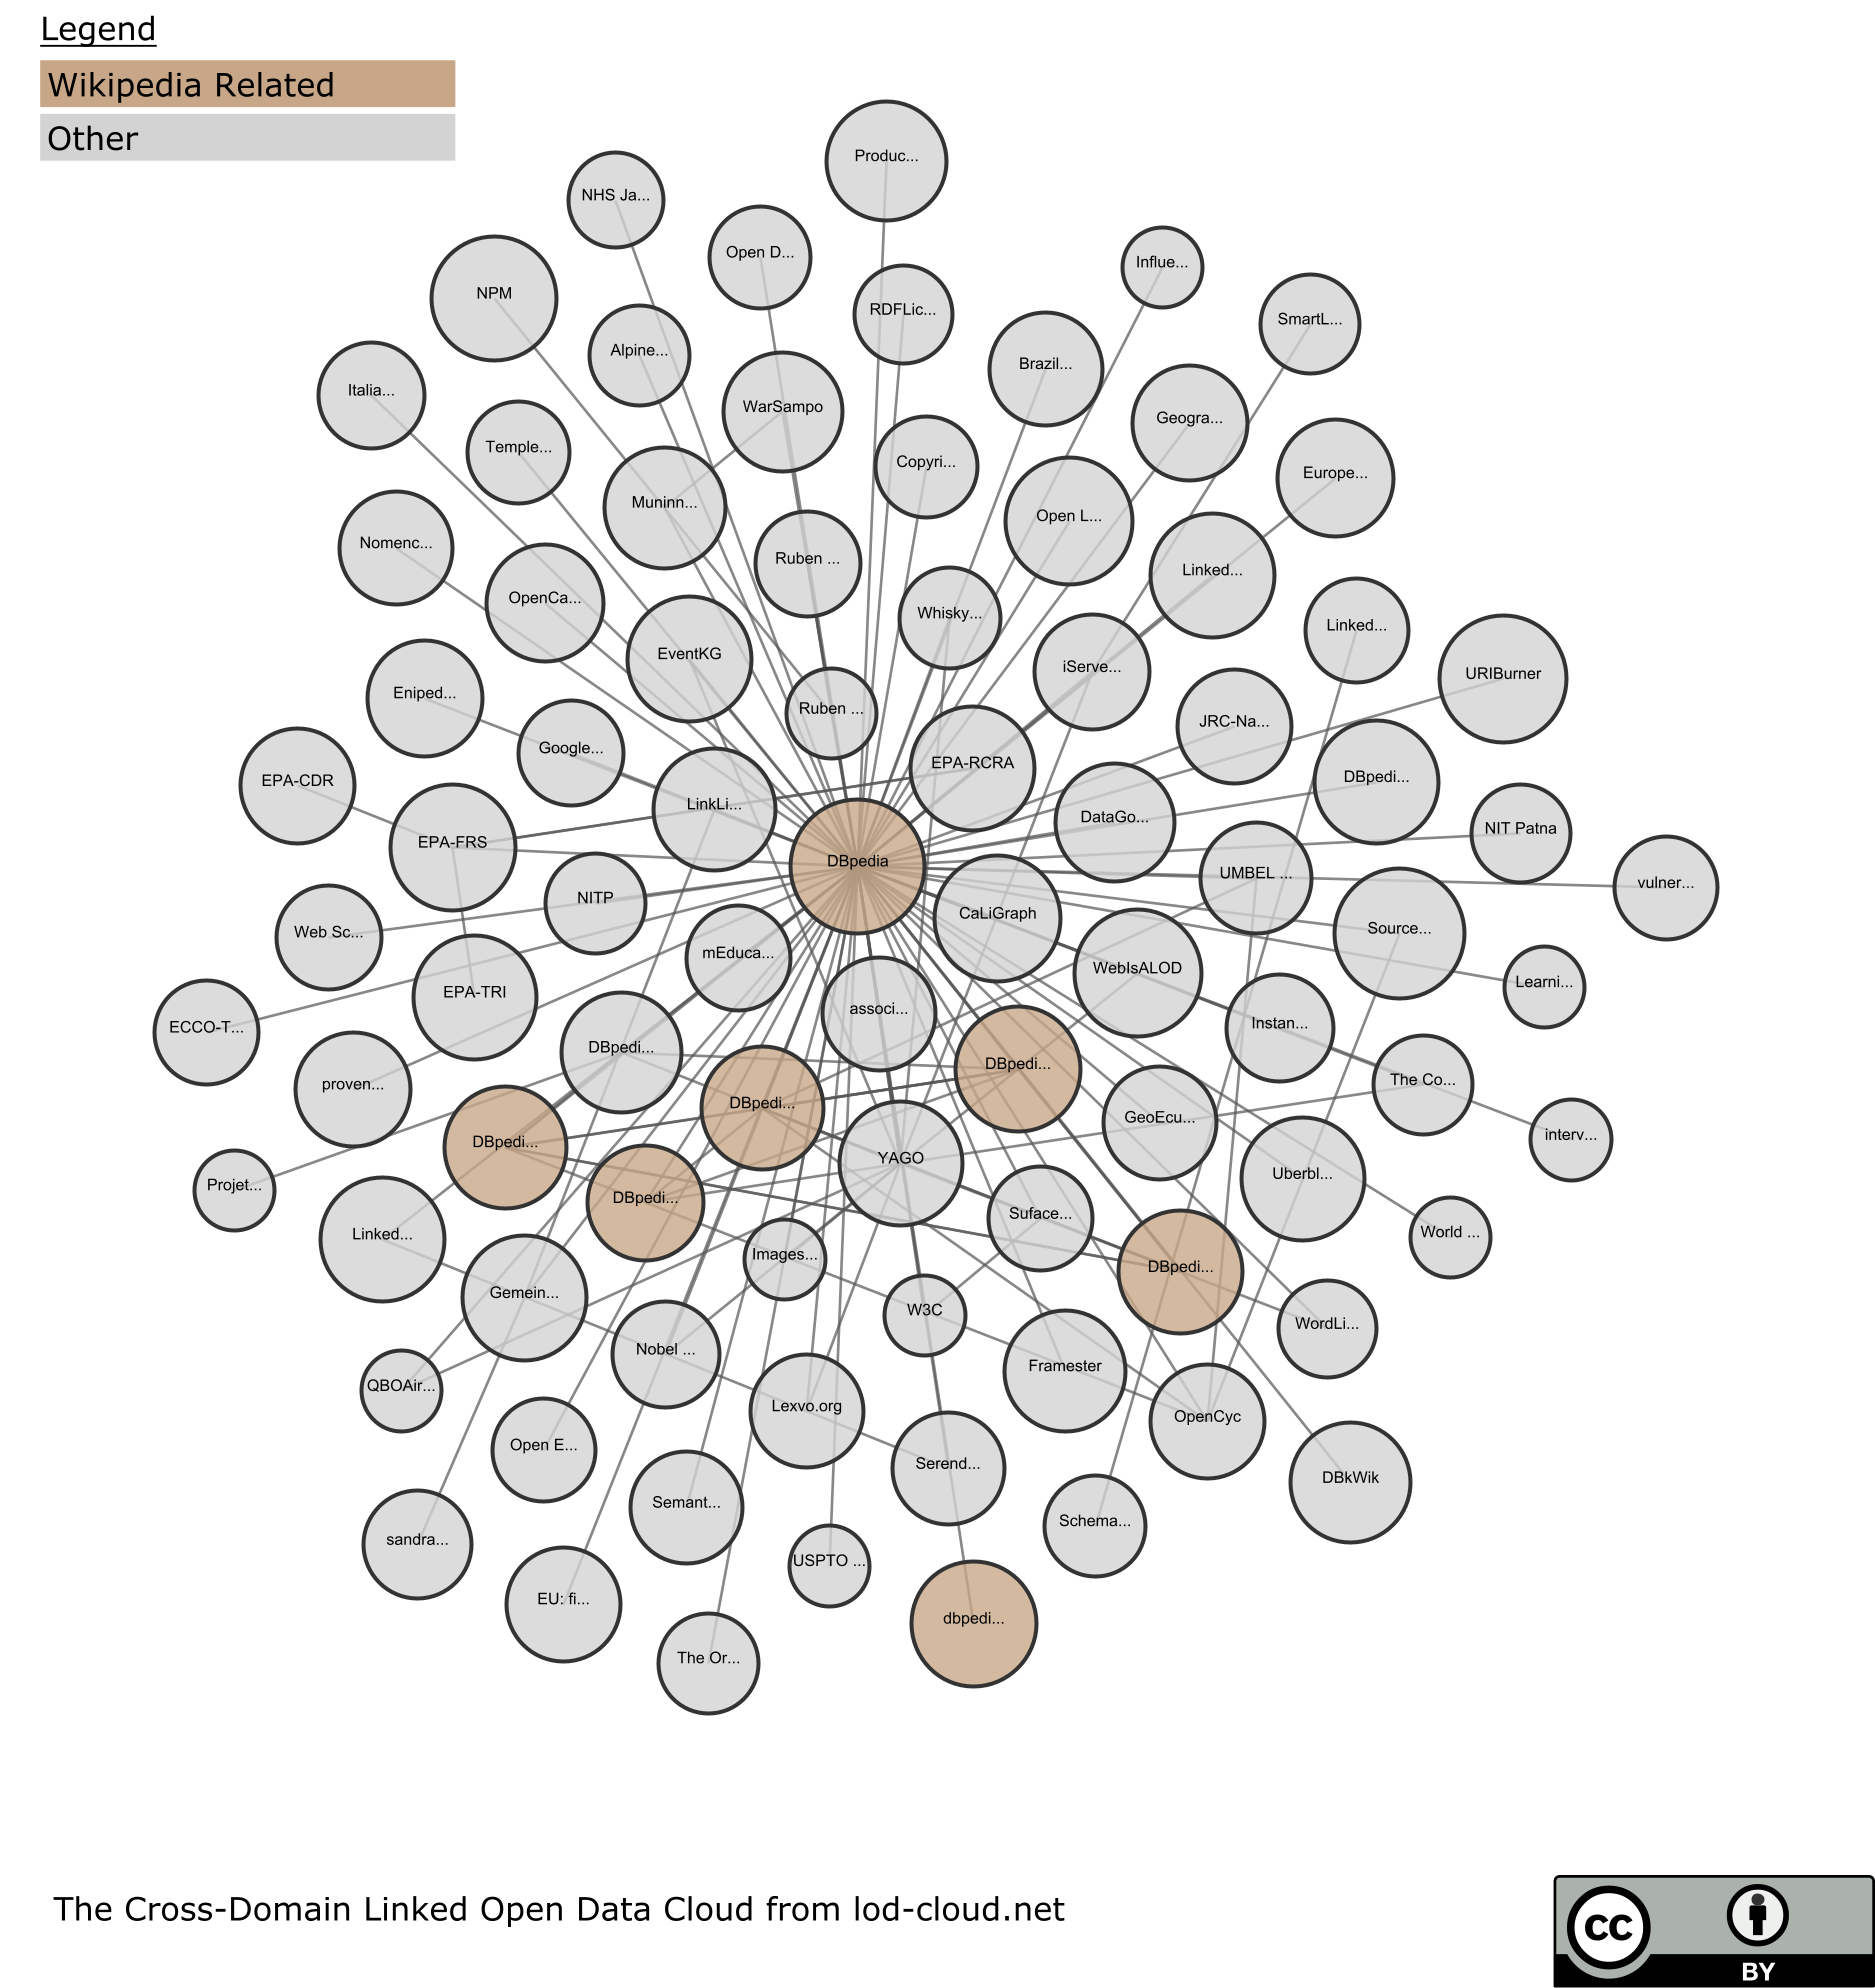 Legend
Wikipedia Related
Other
Produc...
NHS Ja...
Open D...
Influe...
NPM
RDFLic...
SmartL...
Alpine...
Brazil...
Italia...
WarSampo
Geogra...
Temple...
Copyri...
Europe...
Muninn...
Open L...
Nomenc...
Ruben ...
Linked...
OpenCa...
Whisky...
Linked...
EventKG
iServe...
URIBurner
Eniped...
Ruben ...
JRC-Na...
Google...
EPA-RCRA
DBpedi...
EPA-CDR
LinkLi...
DataGo...
NIT Patna
EPA-FRS
DBpedia
UMBEL ...
vulner...
NITP
CaLiGraph
Source...
Web Sc...
mEduca...
WebIsALOD
Learni...
EPA-TRI
associ...
Instan...
ECCO-T...
DBpedi...
DBpedi...
The Co...
proven...
DBpedi...
GeoEcu...
interv...
DBpedi...
YAGO
Uberbl...
Projet...
DBpedi...
Suface...
World ...
Linked...
Images...
DBpedi...
Gemein...
W3C
WordLi...
Nobel ...
Framester
QBOAir...
Lexvo.org
OpenCyc
Open E...
Serend...
DBkWik
Semant...
Schema...
sandra...
USPTO ...
EU: fi...
dbpedi...
The Or...
The Cross-Domain Linked Open Data Cloud from lod-cloud.net
cc
BY